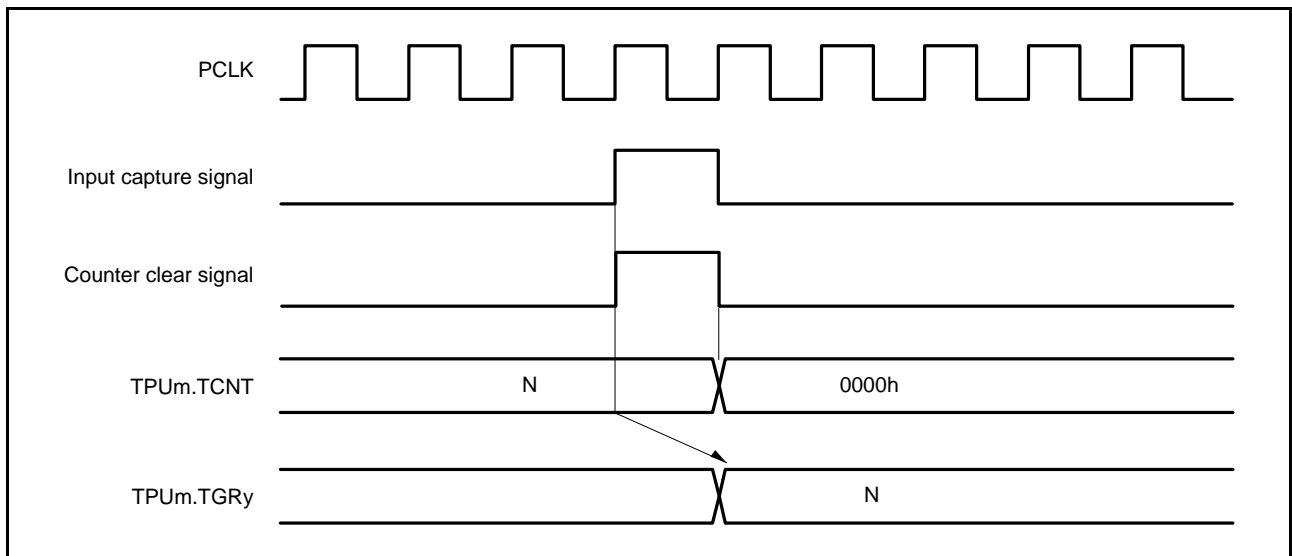 PCLK
Input capture signal
Counter clear signal
TPUm.TCNT
N
0000h
TPUm.TGRy
N